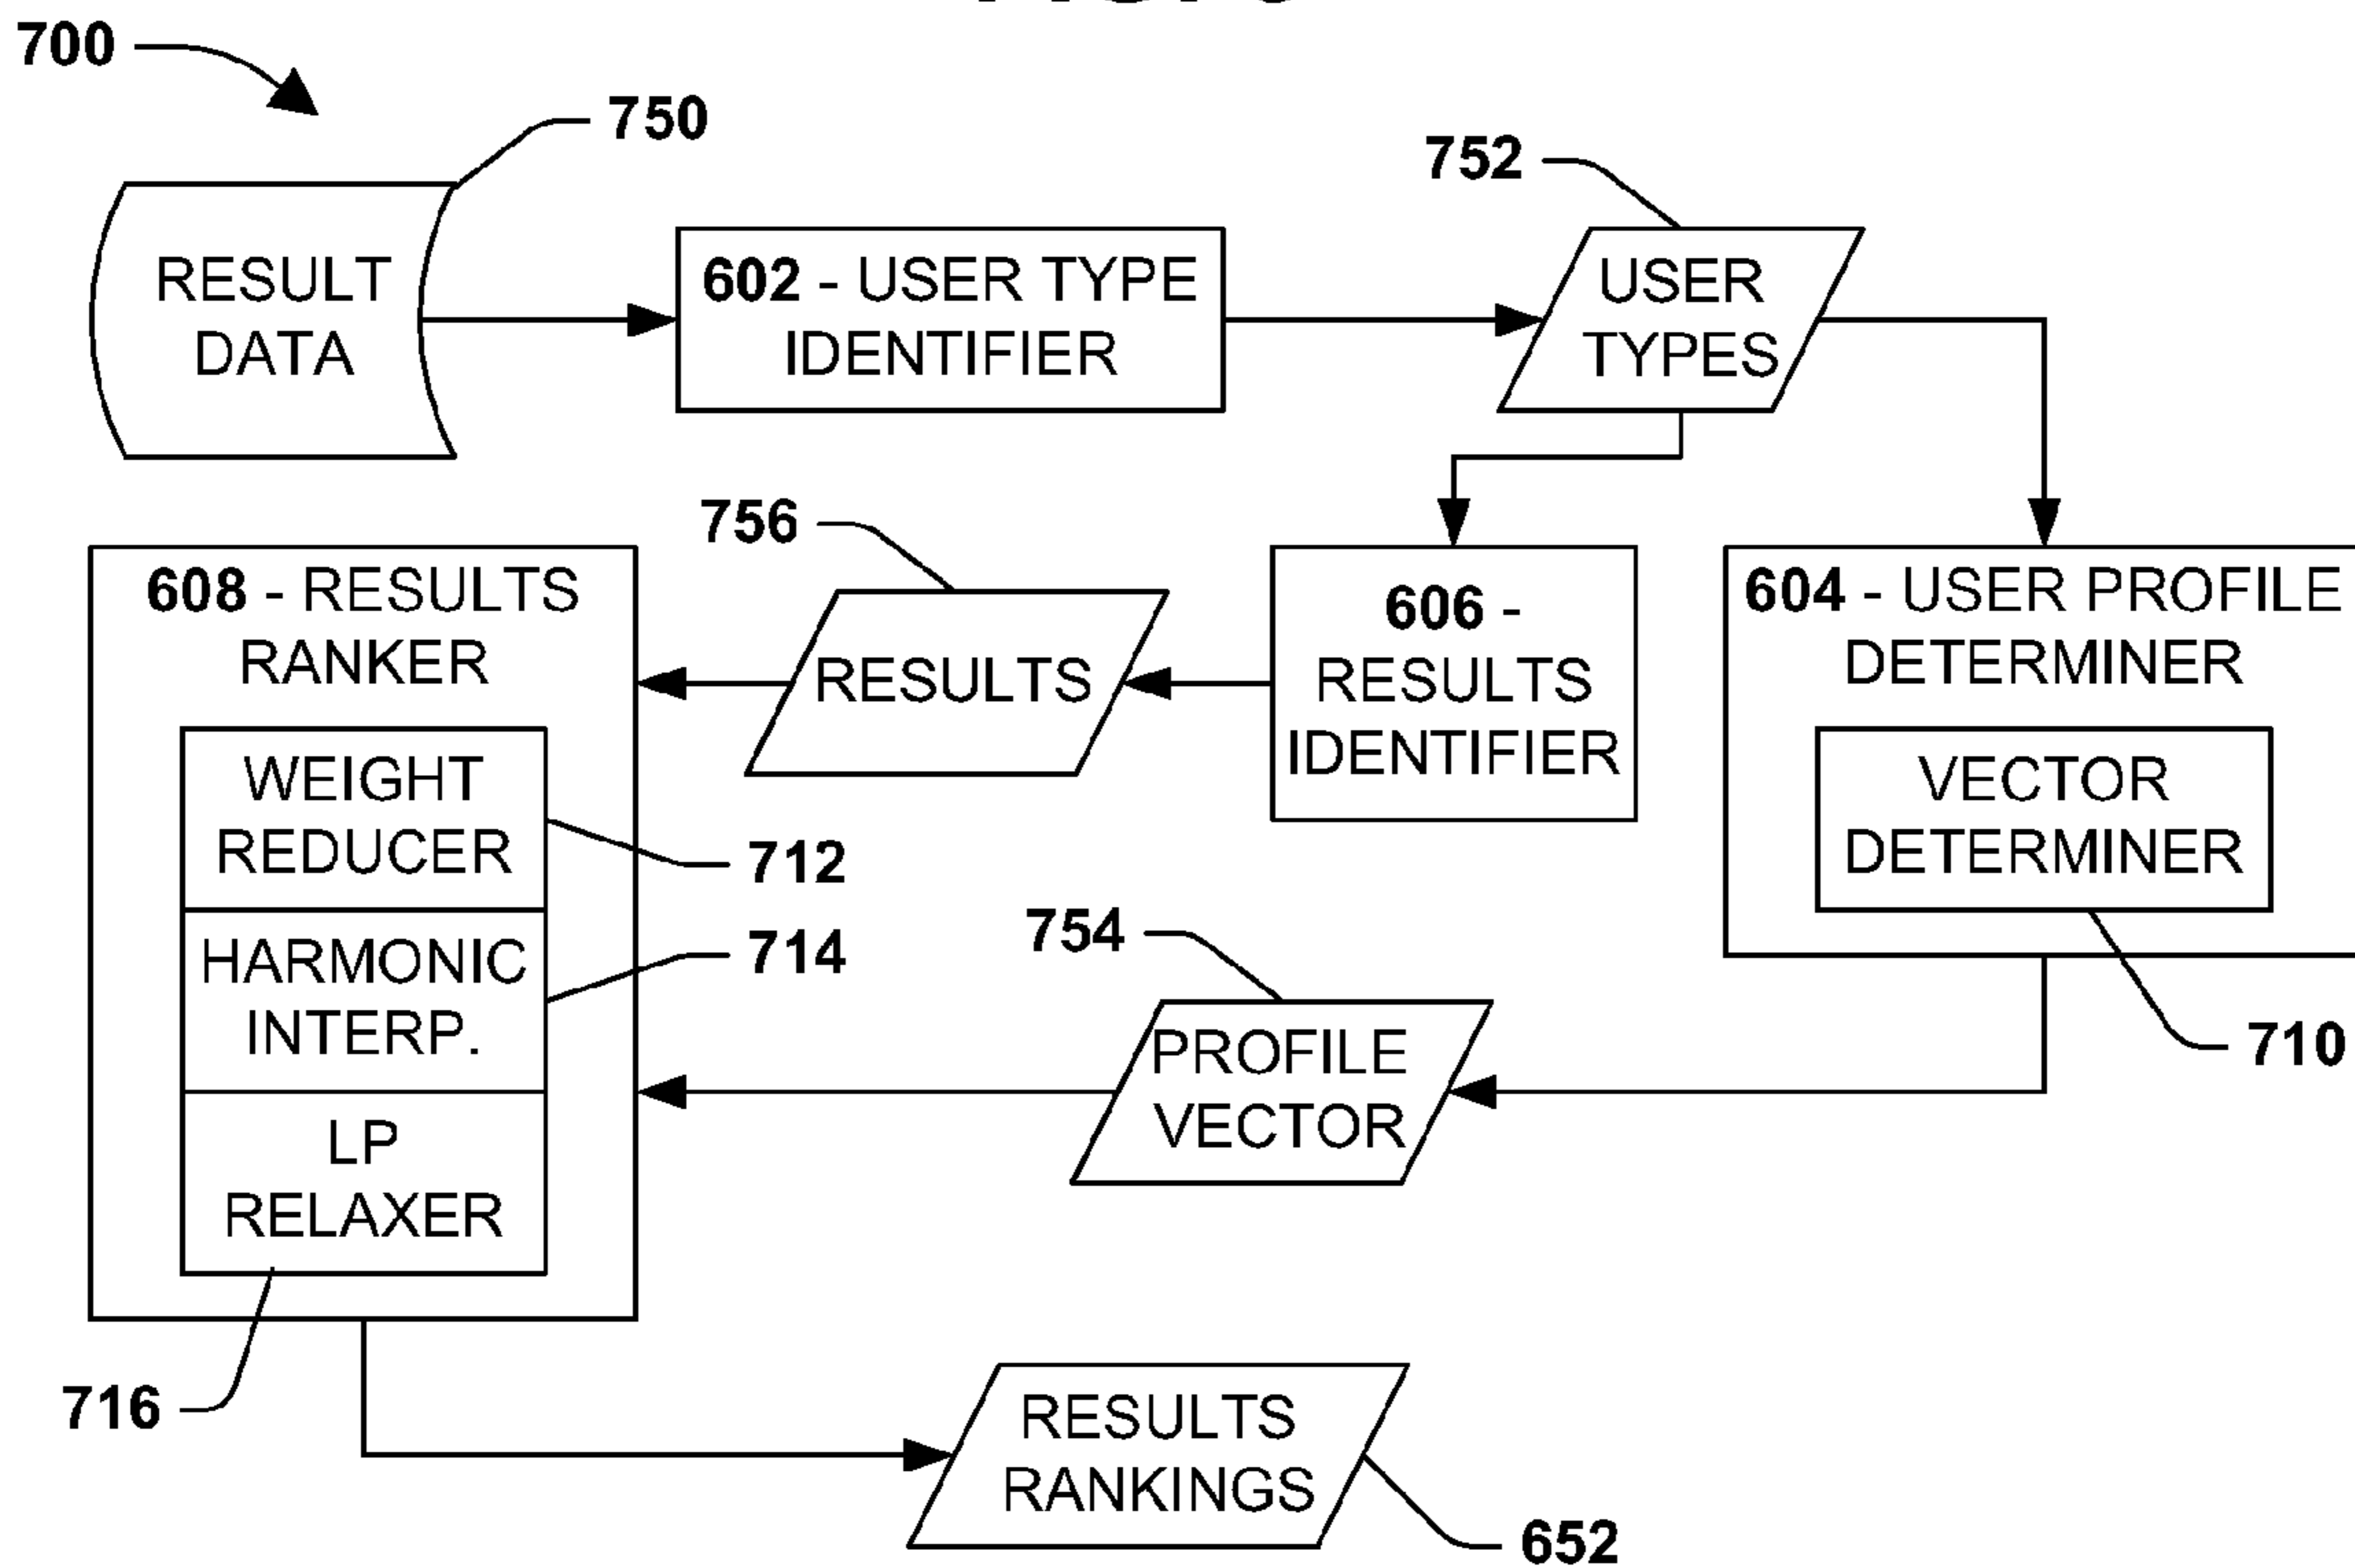 700
750
752
RESULT
DATA
602 - USER TYPE
IDENTIFIER
USER
TYPES
756
608 - RESULTS
RANKER
RESULTS
606 -
RESULTS
IDENTIFIER
604 - USER PROFILE
DETERMINER
VECTOR
DETERMINER
WEIGHT
REDUCER
712
HARMONIC
INTERP.
714
754
PROFILE
VECTOR
710
LP
RELAXER
716
RESULTS
RANKINGS
652